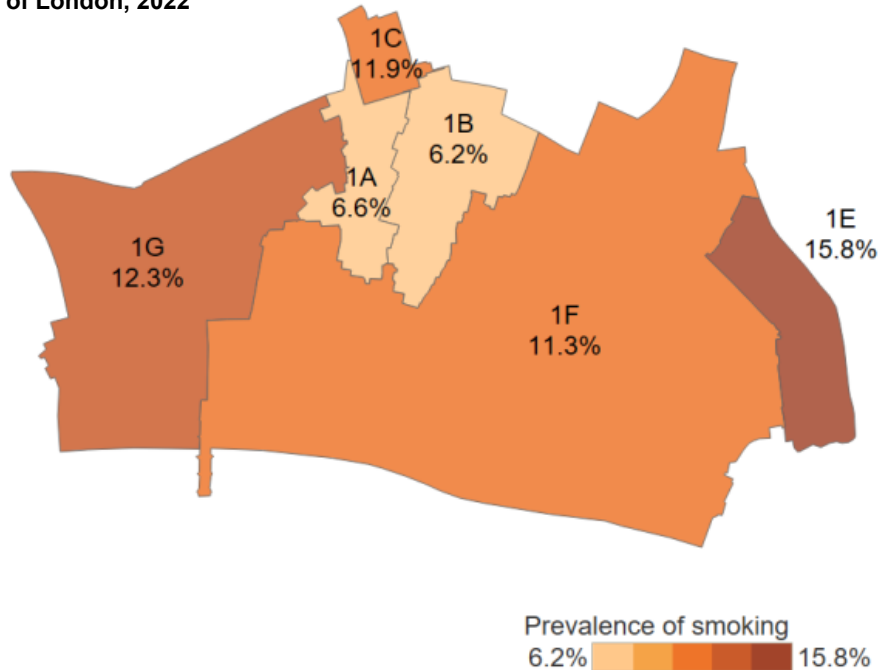 of London, 2022
1C
11.9%
1B
6.2%
1A
6.6%
1E
15.8%
1G
12.3%
1F
11.3%
Prevalence of smoking
6.2% 15.8%